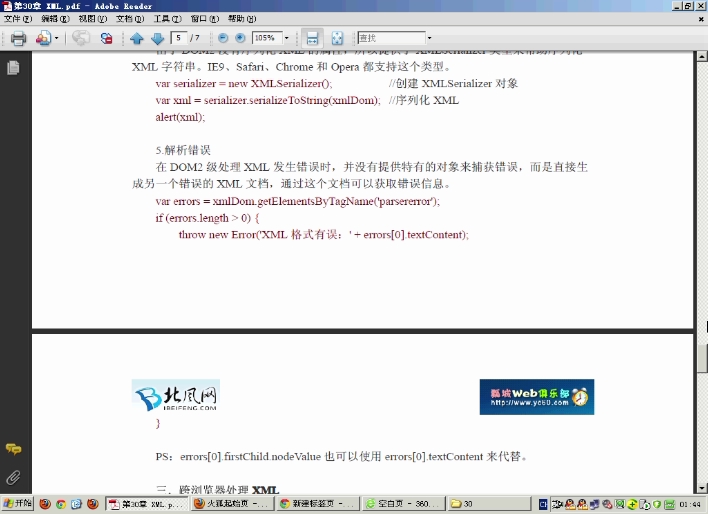 第30章 XML.pdf - Adobe Reader
文件(F) 编辑(E) 视图(V) 文档(D) 工具(T) 窗口(W) 帮助(H)
5 / 7 105% 查找
XML 字符串。IE9、Safari、Chrome 和 Opera 都支持这个类型。
var serializer = new XMLSerializer(); //创建 XMLSerializer 对象
var xml = serializer.serializeToString(xmlDom); //序列化 XML
alert(xml);
5.解析错误
在 DOM2 级处理 XML 发生错误时，并没有提供特有的对象来捕获错误，而是直接生
成另一个错误的 XML 文档，通过这个文档可以获取错误信息。
var errors = xmlDom.getElementsByTagName('parsererror');
if (errors.length > 0) {
throw new Error('XML 格式有误：' + errors[0].textContent);
北风网
IBEIFENG.COM
瓢城Web俱乐部
http://www.yc60.com
}
PS：errors[0].firstChild.nodeValue 也可以使用 errors[0].textContent 来代替。
三．跨浏览器处理 XML
开始 第30章 XML.p... 火狐起始页 - ... 新建标签页 - ... 空白页 - 360... 30 01:44